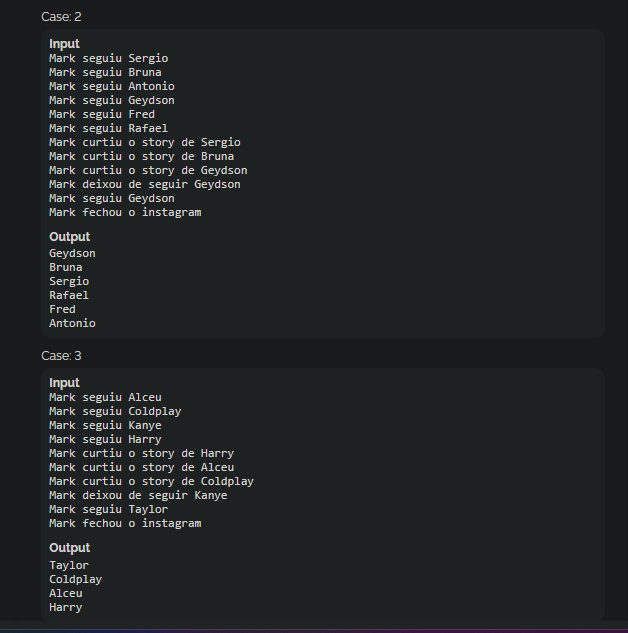 Case: 2
Input
Mark seguiu Sergio
Mark seguiu Bruna
Mark seguiu Antonio
Mark seguiu Geydson
Mark seguiu Fred
Mark seguiu Rafael
Mark curtiu o story de Sergio
Mark curtiu o story de Bruna
Mark curtiu o story de Geydson
Mark deixou de seguir Geydson
Mark seguiu Geydson
Mark fechou o instagram
Output
Geydson
Bruna
Sergio
Rafael
Fred
Antonio
Case: 3
Input
Mark seguiu Alceu
Mark seguiu Coldplay
Mark seguiu Kanye
Mark seguiu Harry
Mark curtiu o story de Harry
Mark curtiu o story de Alceu
Mark curtiu o story de Coldplay
Mark deixou de seguir Kanye
Mark seguiu Taylor
Mark fechou o instagram
Output
Taylor
Coldplay
Alceu
Harry